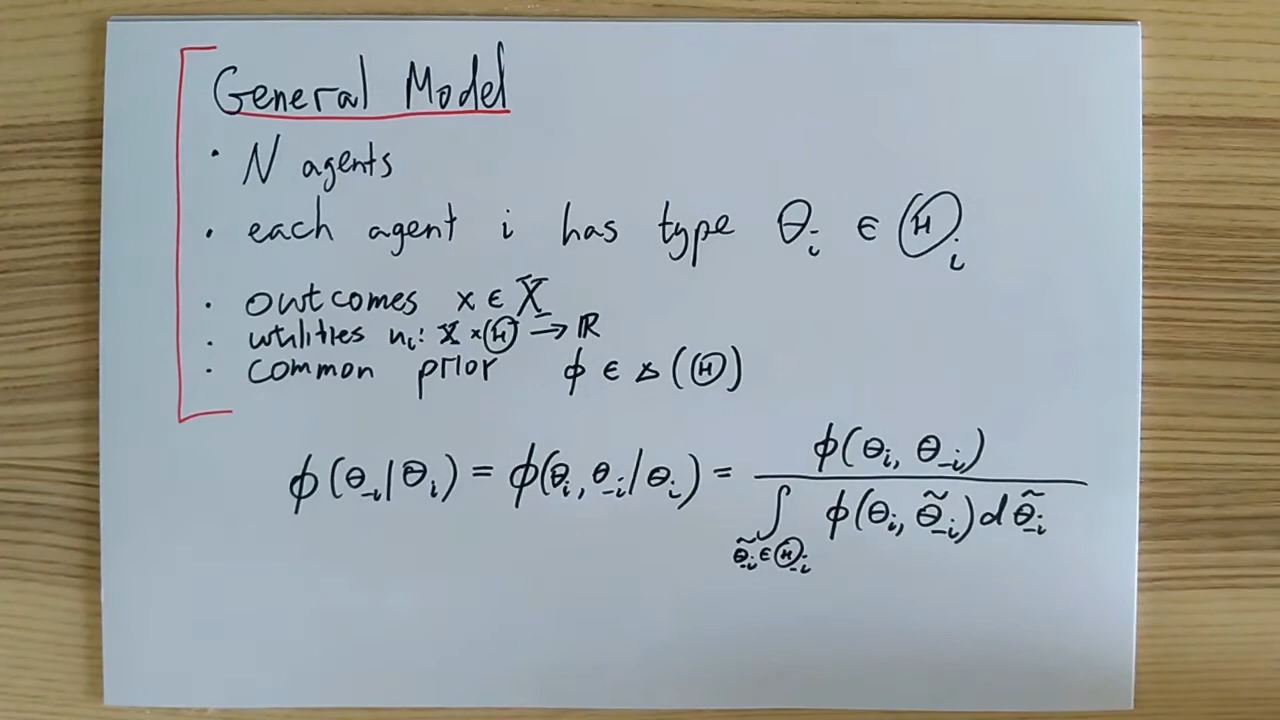 General Model
· N agents
· each agent i has type θᵢ ∈ Θᵢ
· outcomes x ∈ X
· utilities uᵢ: X × Θ → ℝ
· common prior ϕ ∈ Δ(Θ)
ϕ(θ₋ᵢ|θᵢ) = ϕ(θᵢ, θ₋ᵢ|θᵢ) = ϕ(θᵢ, θ₋ᵢ) / ∫_{θ̃₋ᵢ ∈ Θ₋ᵢ} ϕ(θᵢ, θ̃₋ᵢ) d θ̃₋ᵢ